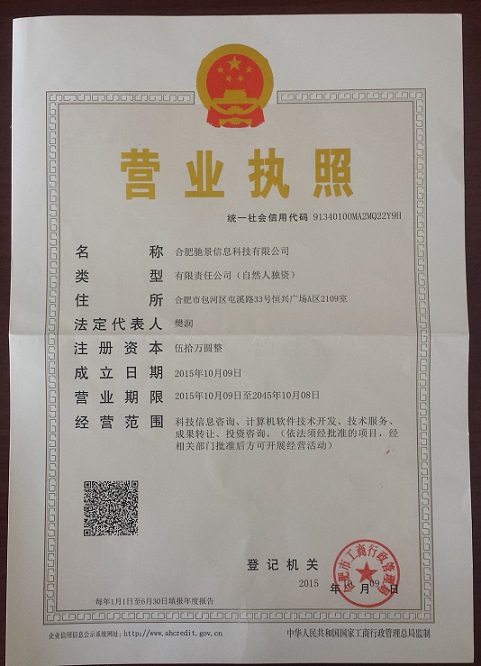 营业执照
统一社会信用代码 91340100MA2MQ22Y9H
名称 合肥驰景信息科技有限公司
类型 有限责任公司（自然人独资）
住所 合肥市包河区屯溪路33号恒兴广场A区2109室
法定代表人 樊润
注册资本 伍拾万圆整
成立日期 2015年10月09日
营业期限 2015年10月09日至2045年10月08日
经营范围 科技信息咨询、计算机软件技术开发、技术服务、
成果转让、投资咨询。（依法须经批准的项目，经
相关部门批准后方可开展经营活动）
登记机关
合肥市工商行政管理局
2015 年 月 09 日
每年1月1日至6月30日填报年度报告
企业信用信息公示系统网址：http://www.ahcredit.gov.cn
中华人民共和国国家工商行政管理总局监制